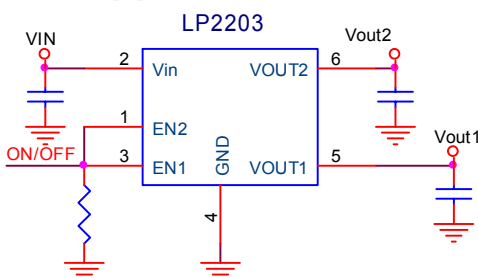 LP2203
VIN
Vout2
2
Vin
VOUT2
6
1
EN2
ON/OFF
3
EN1
GND
VOUT1
5
Vout1
4